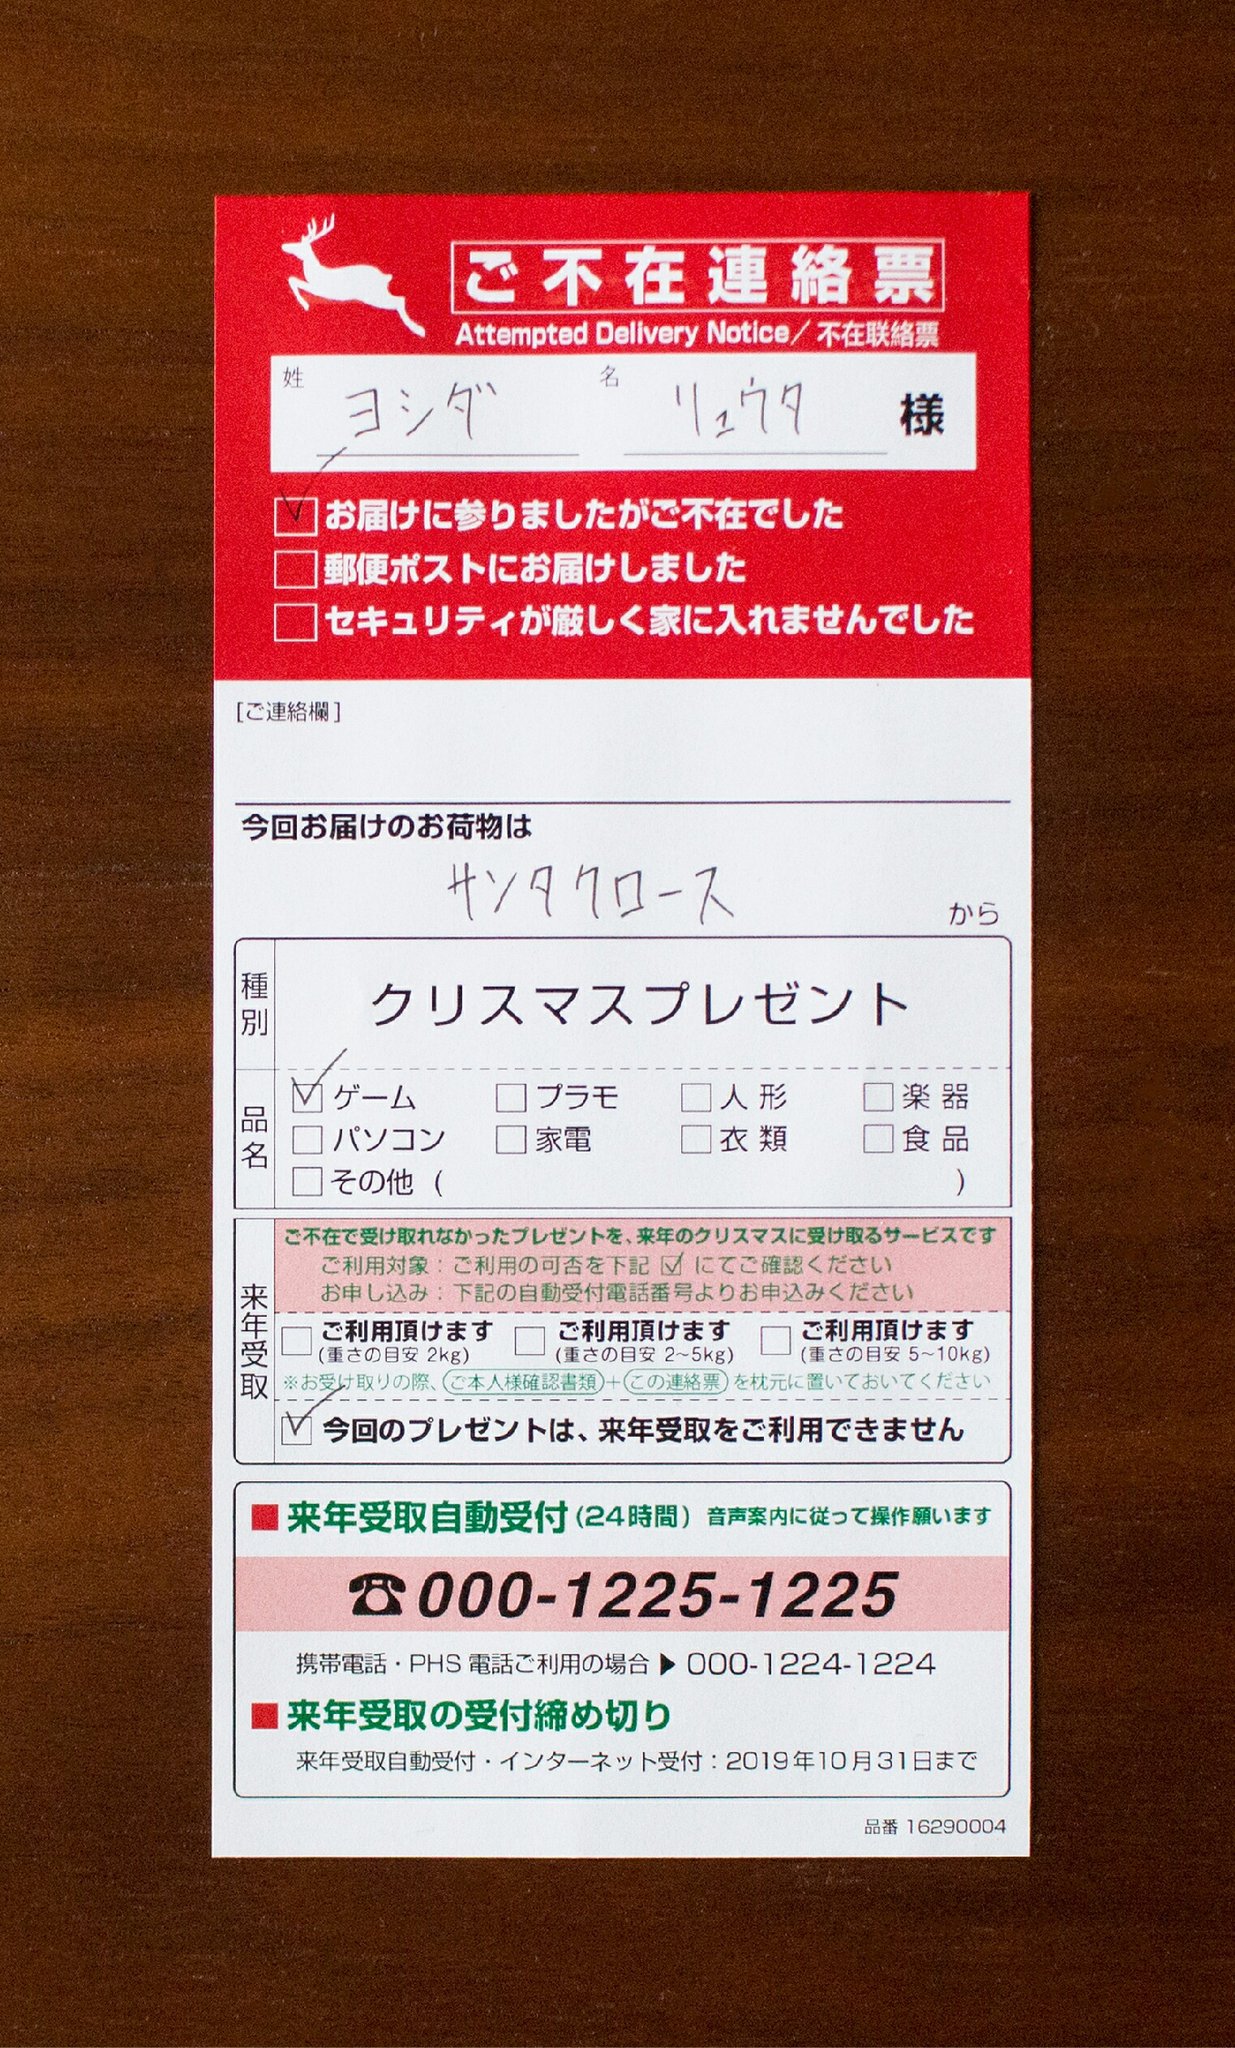 ご不在連絡票
Attempted Delivery Notice／不在联络票
姓 ヨシダ 名 リュウタ 様
お届けに参りましたがご不在でした
郵便ポストにお届けしました
セキュリティが厳しく家に入れませんでした
[ご連絡欄]
今回お届けのお荷物は
サンタクロース から
種別 クリスマスプレゼント
品名
ゲーム プラモ 人形 楽器
パソコン 家電 衣類 食品
その他 ( )
来年受取
ご不在で受け取れなかったプレゼントを、来年のクリスマスに受け取るサービスです
ご利用対象：ご利用の可否を下記☑にてご確認ください
お申し込み：下記の自動受付電話番号よりお申込みください
ご利用頂けます ご利用頂けます ご利用頂けます
(重さの目安 2kg) (重さの目安 2~5kg) (重さの目安 5~10kg)
※お受け取りの際、ご本人様確認書類+この連絡票を枕元に置いておいてください
今回のプレゼントは、来年受取をご利用できません
■来年受取自動受付(24時間) 音声案内に従って操作願います
☎000-1225-1225
携帯電話・PHS 電話ご利用の場合▶000-1224-1224
■来年受取の受付締め切り
来年受取自動受付・インターネット受付：2019年10月31日まで
品番 16290004